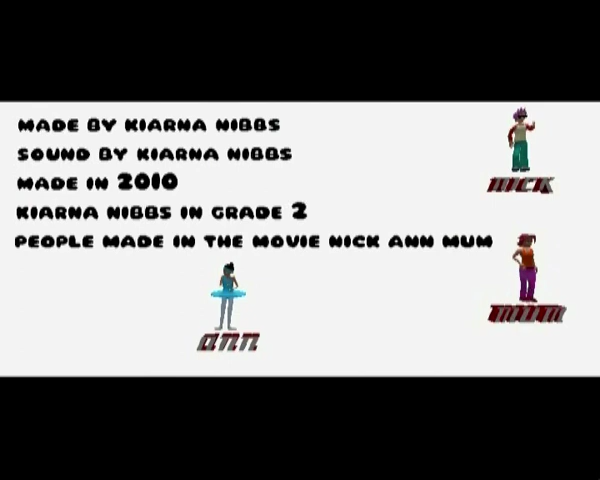 MADE BY KIARNA NIBBS
SOUND BY KIARNA NIBBS
MADE IN 2010
KIARNA NIBBS IN GRADE 2
PEOPLE MADE IN THE MOVIE NICK ANN MUM
NICK
MUM
ann